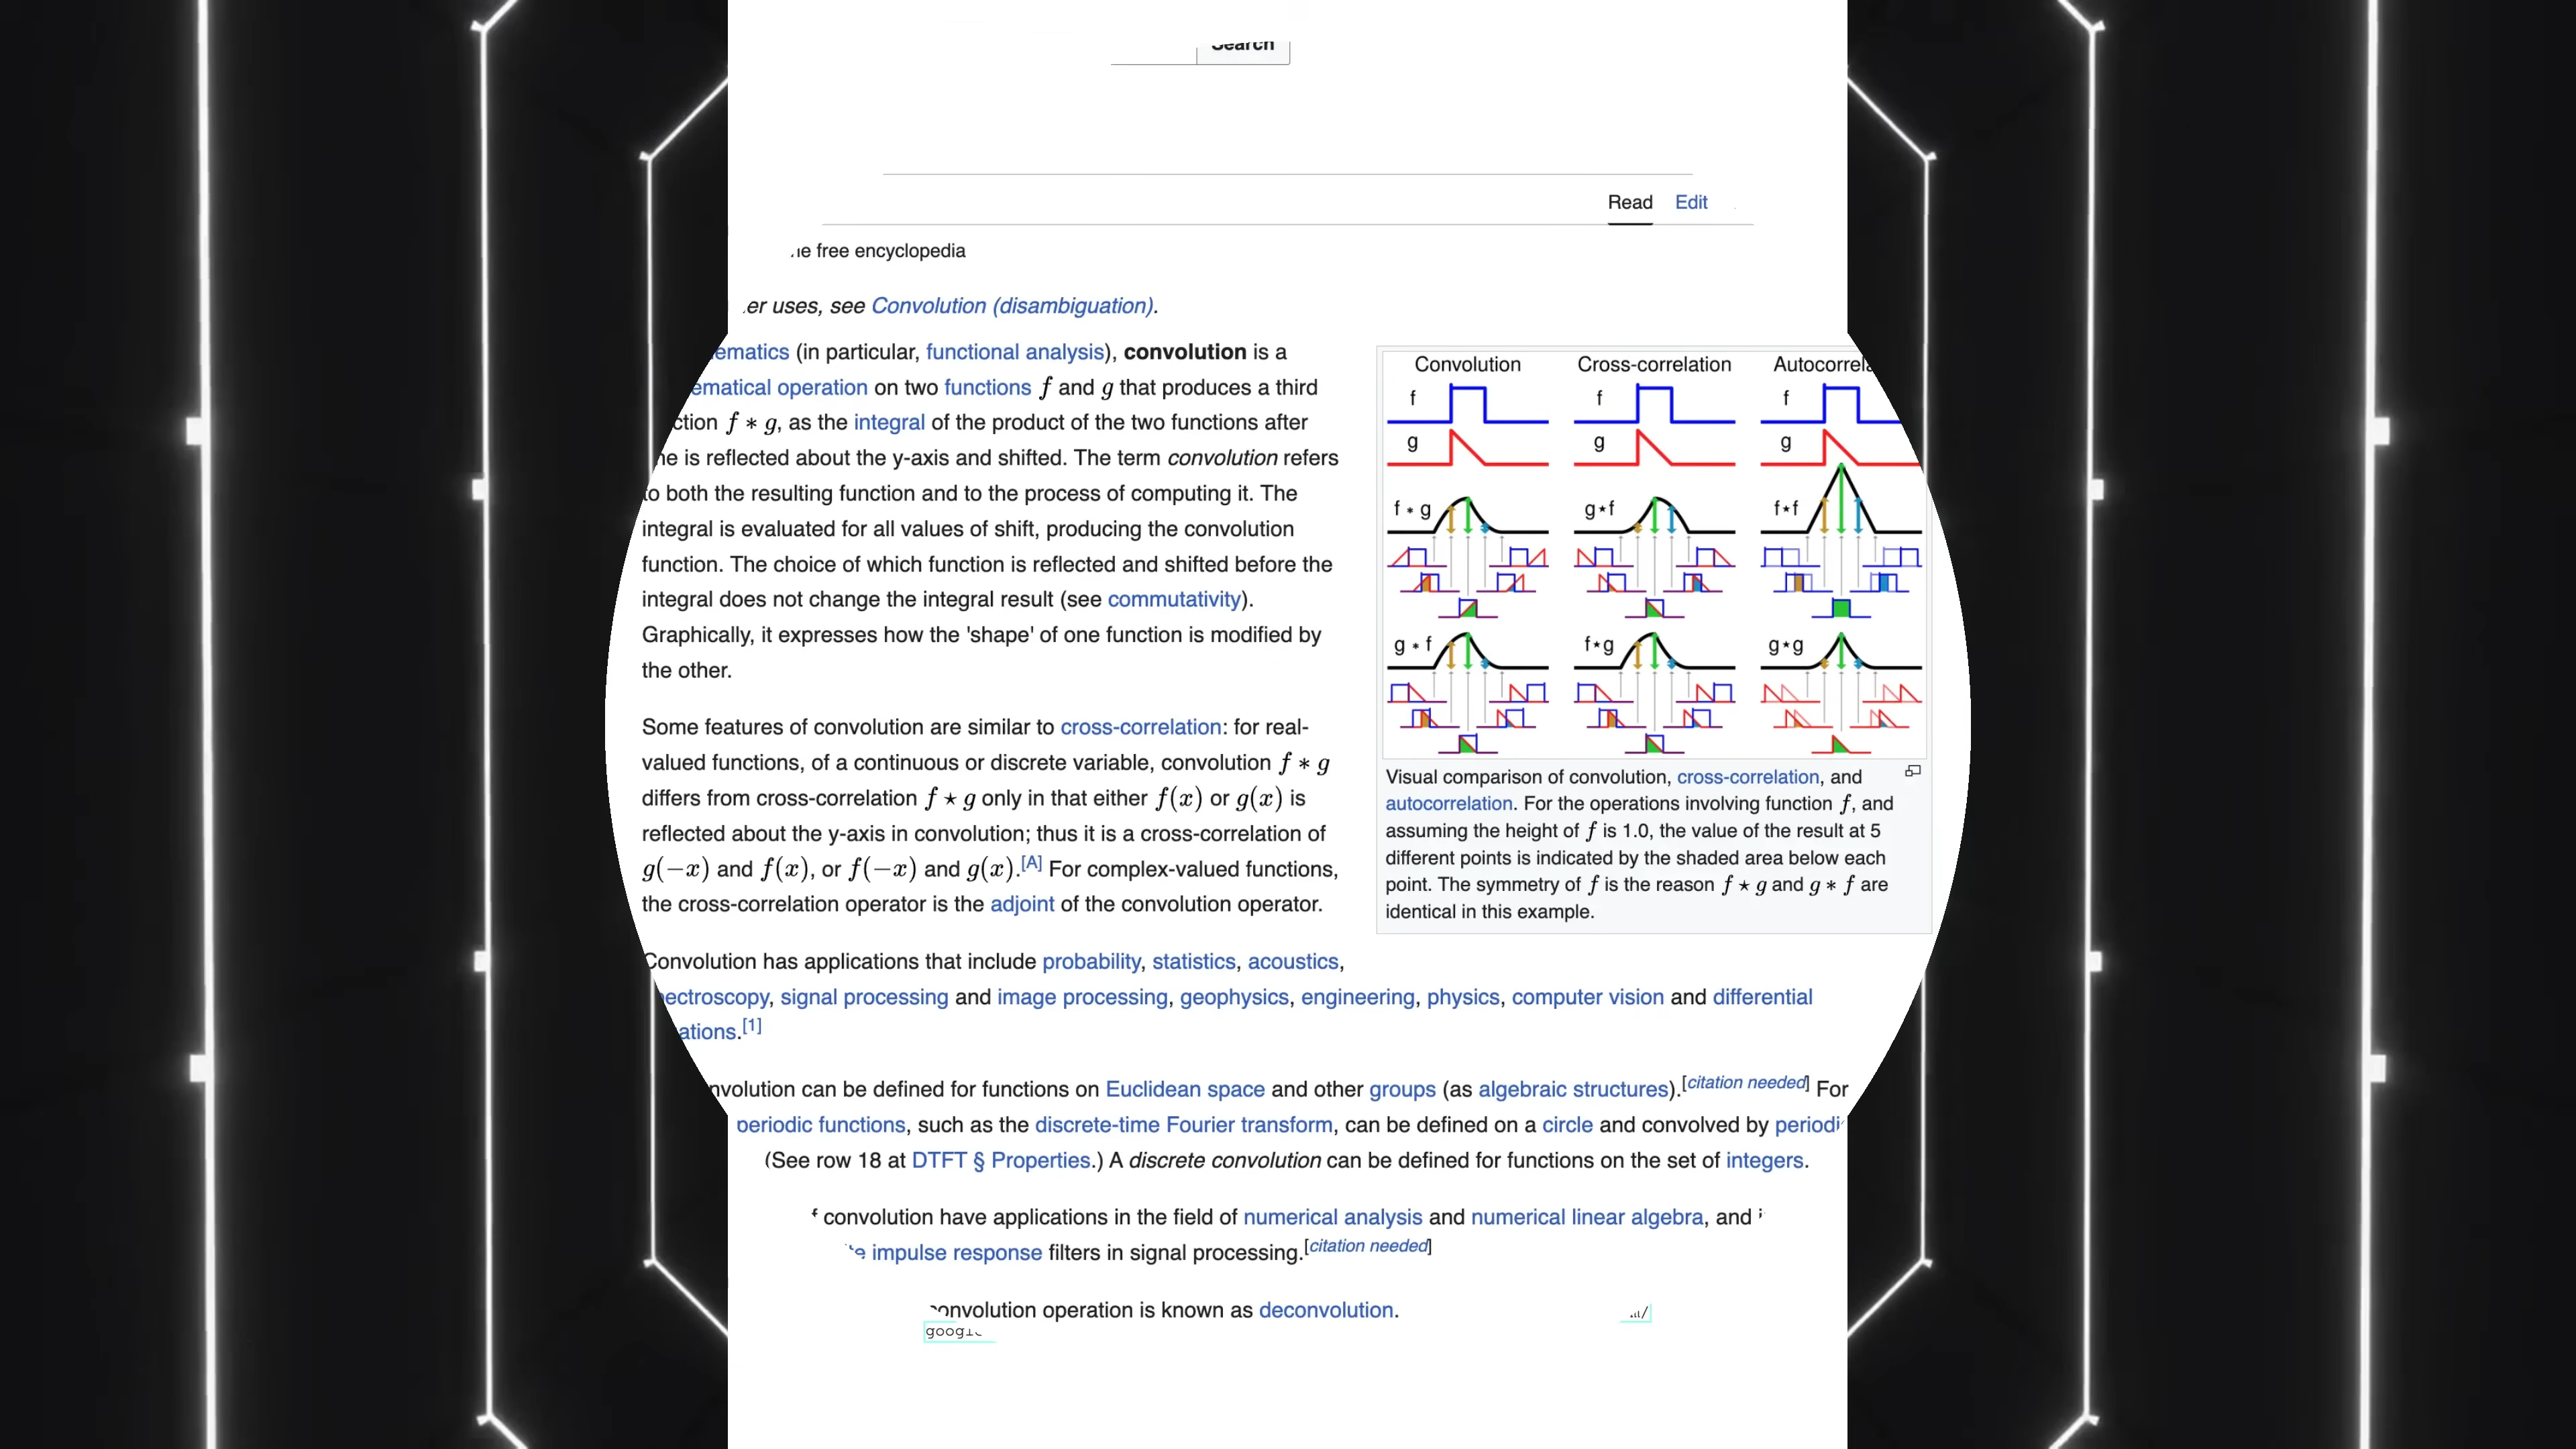 Search
Read Edit
free encyclopedia
uses, see Convolution (disambiguation).
(in particular, functional analysis), convolution is a
operation on two functions f and g that produces a third
f ∗ g, as the integral of the product of the two functions after
is reflected about the y-axis and shifted. The term convolution refers
to both the resulting function and to the process of computing it. The
integral is evaluated for all values of shift, producing the convolution
function. The choice of which function is reflected and shifted before the
integral does not change the integral result (see commutativity).
Graphically, it expresses how the 'shape' of one function is modified by
the other.
Some features of convolution are similar to cross-correlation: for real-
valued functions, of a continuous or discrete variable, convolution f ∗ g
differs from cross-correlation f ⋆ g only in that either f(x) or g(x) is
reflected about the y-axis in convolution; thus it is a cross-correlation of
g(−x) and f(x), or f(−x) and g(x).[A] For complex-valued functions,
the cross-correlation operator is the adjoint of the convolution operator.
Convolution Cross-correlation
f f f
g g g
f ∗ g g⋆f f⋆f
g ∗ f f⋆g g⋆g
Visual comparison of convolution, cross-correlation, and
autocorrelation. For the operations involving function f, and
assuming the height of f is 1.0, the value of the result at 5
different points is indicated by the shaded area below each
point. The symmetry of f is the reason f ⋆ g and g ∗ f are
identical in this example.
Convolution has applications that include probability, statistics, acoustics,
signal processing and image processing, geophysics, engineering, physics, computer vision and differential
[1]
can be defined for functions on Euclidean space and other groups (as algebraic structures).[citation needed] For
periodic functions, such as the discrete-time Fourier transform, can be defined on a circle and convolved by
(See row 18 at DTFT § Properties.) A discrete convolution can be defined for functions on the set of integers.
convolution have applications in the field of numerical analysis and numerical linear algebra, and
impulse response filters in signal processing.[citation needed]
convolution operation is known as deconvolution.